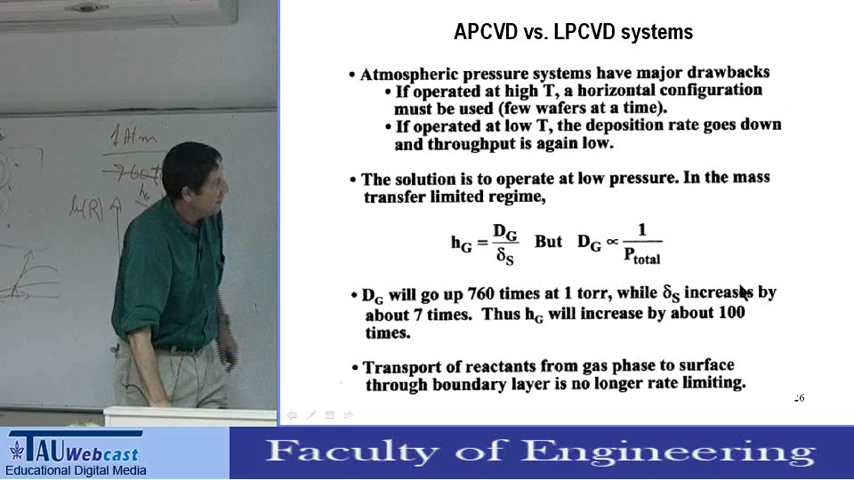 APCVD vs. LPCVD systems
• Atmospheric pressure systems have major drawbacks
• If operated at high T, a horizontal configuration
must be used (few wafers at a time).
• If operated at low T, the deposition rate goes down
and throughput is again low.
• The solution is to operate at low pressure. In the mass
transfer limited regime,
hG = DG / δS But DG ∝ 1 / Ptotal
• DG will go up 760 times at 1 torr, while δS increases by
about 7 times. Thus hG will increase by about 100
times.
• Transport of reactants from gas phase to surface
through boundary layer is no longer rate limiting.
1 Atm
ln(R)
TAU Webcast
Educational Digital Media
Faculty of Engineering